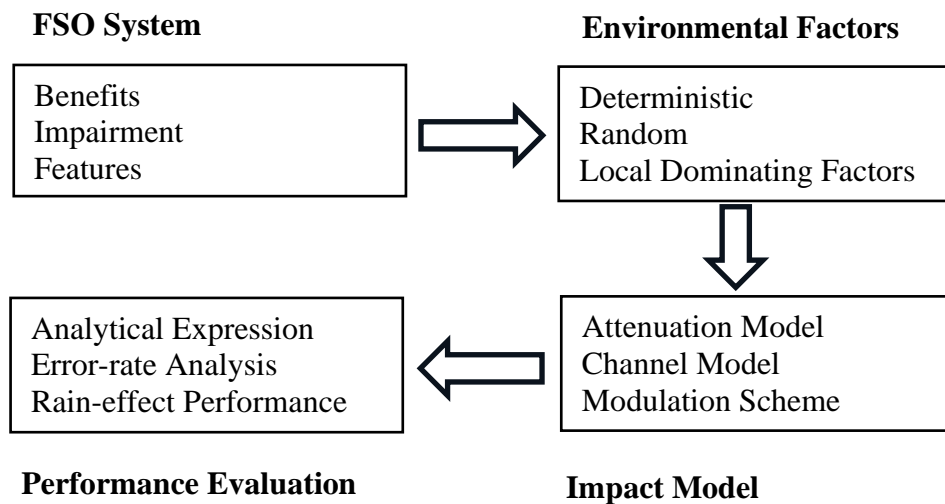 FSO System
Benefits
Impairment
Features
Environmental Factors
Deterministic
Random
Local Dominating Factors
Attenuation Model
Channel Model
Modulation Scheme
Impact Model
Analytical Expression
Error-rate Analysis
Rain-effect Performance
Performance Evaluation